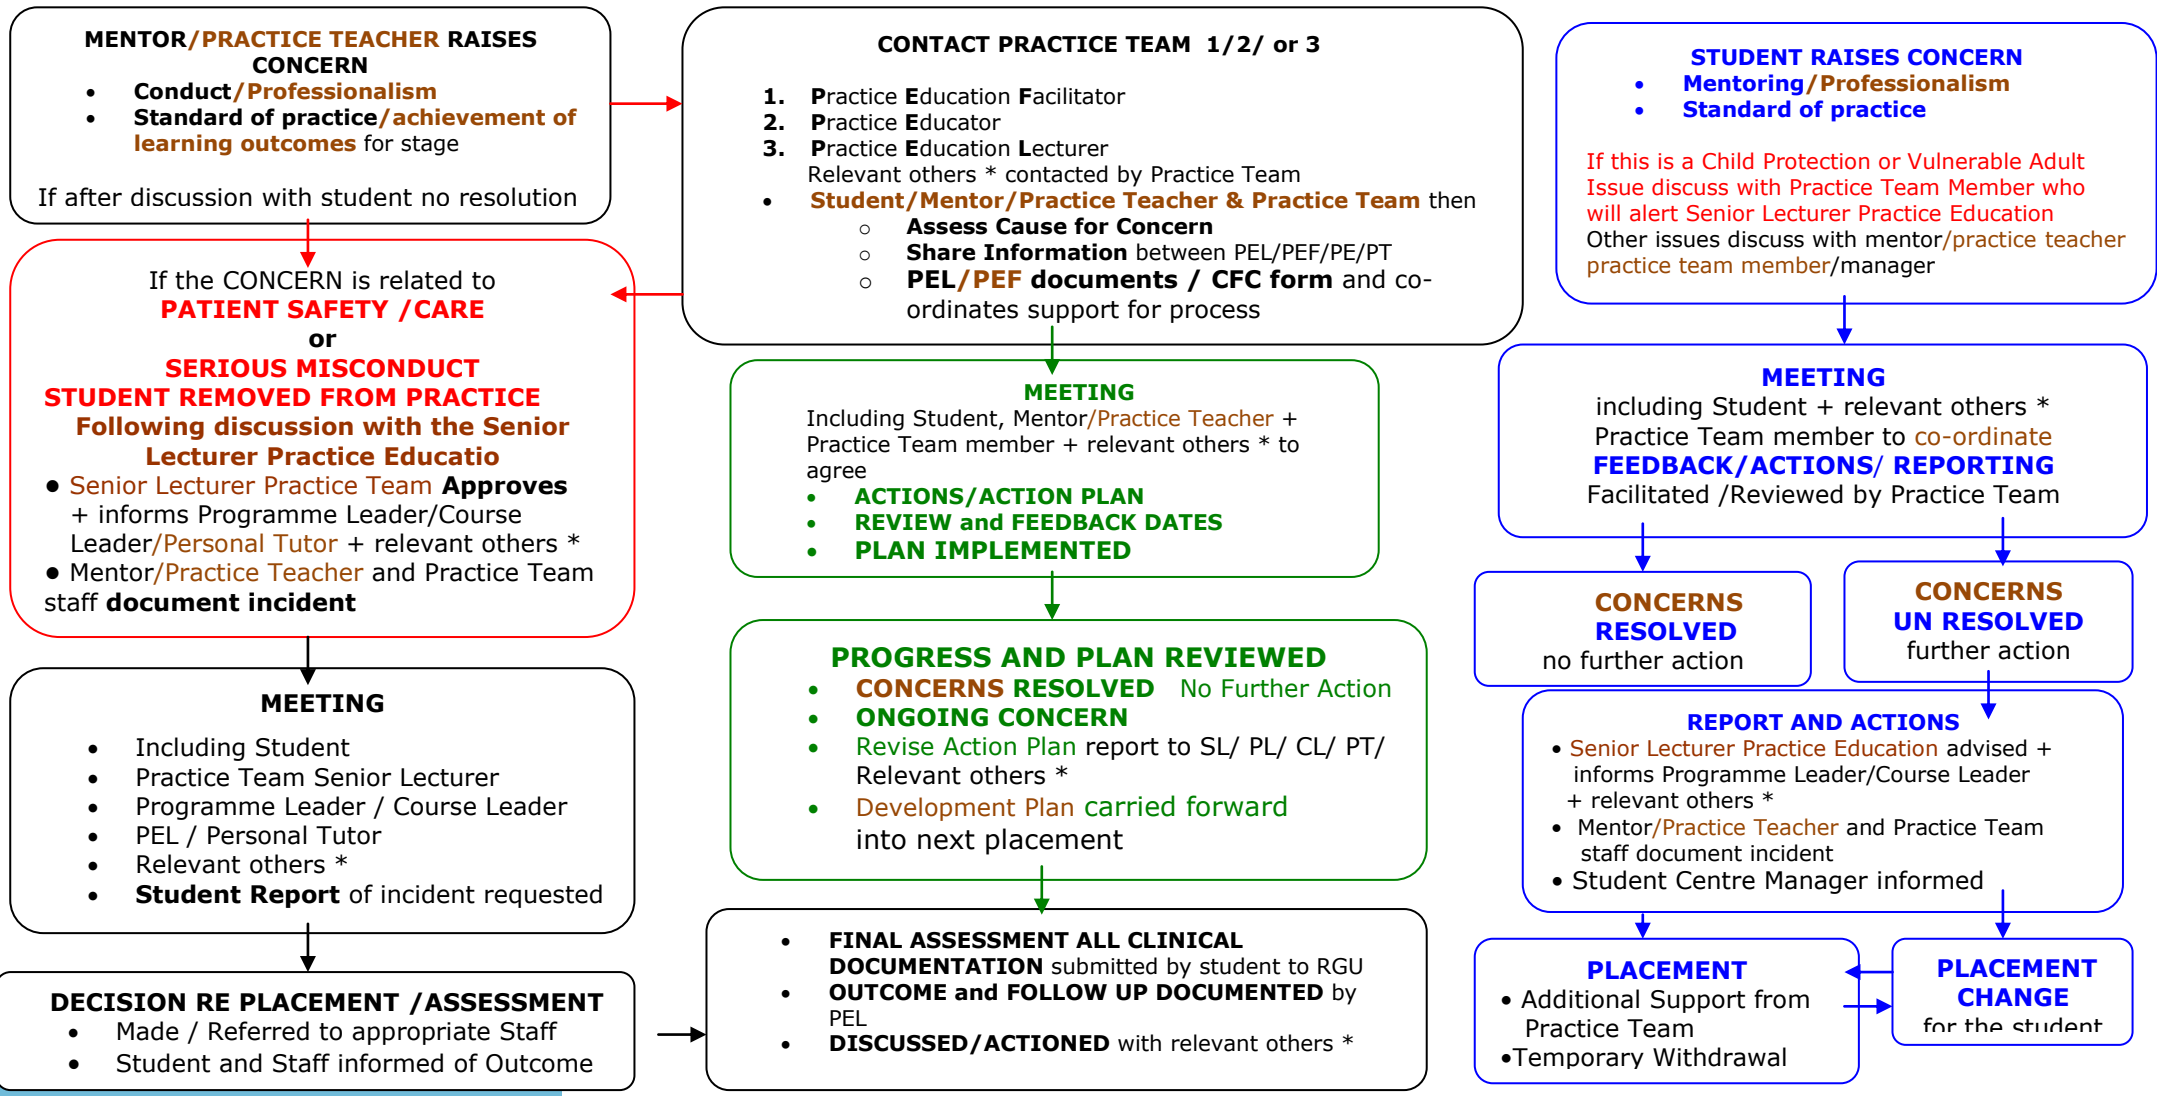 MENTOR/PRACTICE TEACHER RAISES
CONCERN
• Conduct/Professionalism
• Standard of practice/achievement of
learning outcomes for stage
If after discussion with student no resolution
If the CONCERN is related to
PATIENT SAFETY /CARE
or
SERIOUS MISCONDUCT
STUDENT REMOVED FROM PRACTICE
Following discussion with the Senior
Lecturer Practice Educatio
● Senior Lecturer Practice Team Approves
+ informs Programme Leader/Course
Leader/Personal Tutor + relevant others *
● Mentor/Practice Teacher and Practice Team
staff document incident
MEETING
• Including Student
• Practice Team Senior Lecturer
• Programme Leader / Course Leader
• PEL / Personal Tutor
• Relevant others *
• Student Report of incident requested
DECISION RE PLACEMENT /ASSESSMENT
• Made / Referred to appropriate Staff
• Student and Staff informed of Outcome
CONTACT PRACTICE TEAM 1/2/ or 3
1. Practice Education Facilitator
2. Practice Educator
3. Practice Education Lecturer
Relevant others * contacted by Practice Team
• Student/Mentor/Practice Teacher & Practice Team then
o Assess Cause for Concern
o Share Information between PEL/PEF/PE/PT
o PEL/PEF documents / CFC form and co-
ordinates support for process
MEETING
Including Student, Mentor/Practice Teacher +
Practice Team member + relevant others * to
agree
• ACTIONS/ACTION PLAN
• REVIEW and FEEDBACK DATES
• PLAN IMPLEMENTED
PROGRESS AND PLAN REVIEWED
• CONCERNS RESOLVED No Further Action
• ONGOING CONCERN
• Revise Action Plan report to SL/ PL/ CL/ PT/
Relevant others *
• Development Plan carried forward
into next placement
• FINAL ASSESSMENT ALL CLINICAL
DOCUMENTATION submitted by student to RGU
• OUTCOME and FOLLOW UP DOCUMENTED by
PEL
• DISCUSSED/ACTIONED with relevant others *
STUDENT RAISES CONCERN
• Mentoring/Professionalism
• Standard of practice
If this is a Child Protection or Vulnerable Adult
Issue discuss with Practice Team Member who
will alert Senior Lecturer Practice Education
Other issues discuss with mentor/practice teacher
practice team member/manager
MEETING
including Student + relevant others *
Practice Team member to co-ordinate
FEEDBACK/ACTIONS/ REPORTING
Facilitated /Reviewed by Practice Team
CONCERNS
RESOLVED
no further action
CONCERNS
UN RESOLVED
further action
REPORT AND ACTIONS
• Senior Lecturer Practice Education advised +
informs Programme Leader/Course Leader
+ relevant others *
• Mentor/Practice Teacher and Practice Team
staff document incident
• Student Centre Manager informed
PLACEMENT
• Additional Support from
Practice Team
•Temporary Withdrawal
PLACEMENT
CHANGE
for the student